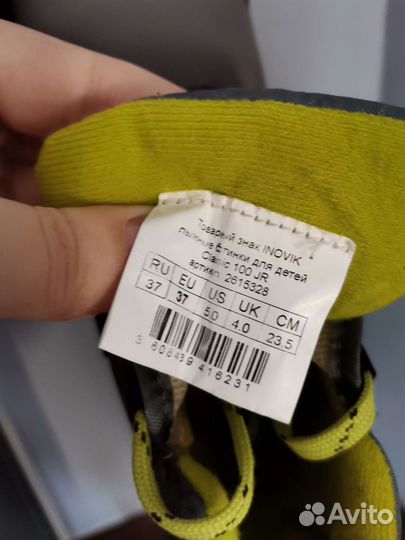 Товарный знак INOVIK
лыжные ботинки для детей
Classic 100 JR
артикул: 2615328
RU EU US UK CM
37 37 5.0 4.0 23.5
3 608439 416231
Avito